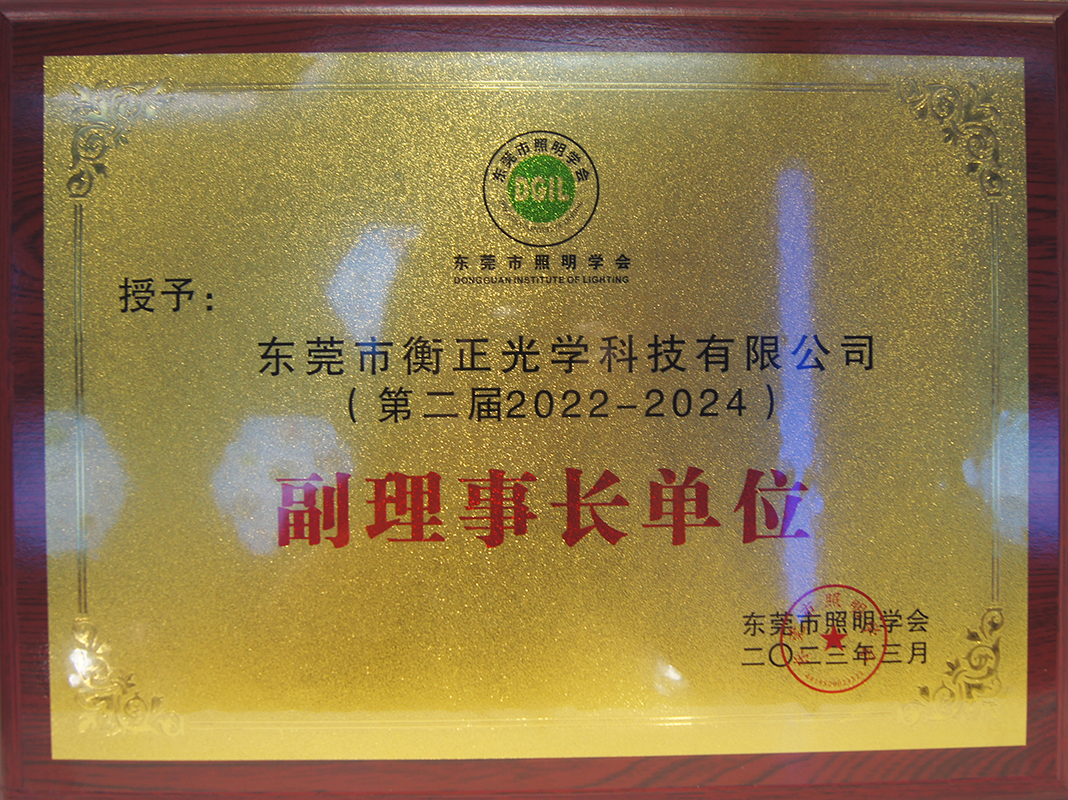 东莞市照明学会
DGIL
东莞市照明学会
DONGGUAN INSTITUTE OF LIGHTING
授予：
东莞市衡正光学科技有限公司
（第二届2022-2024）
副理事长单位
东莞市照明学会
二〇二三年三月